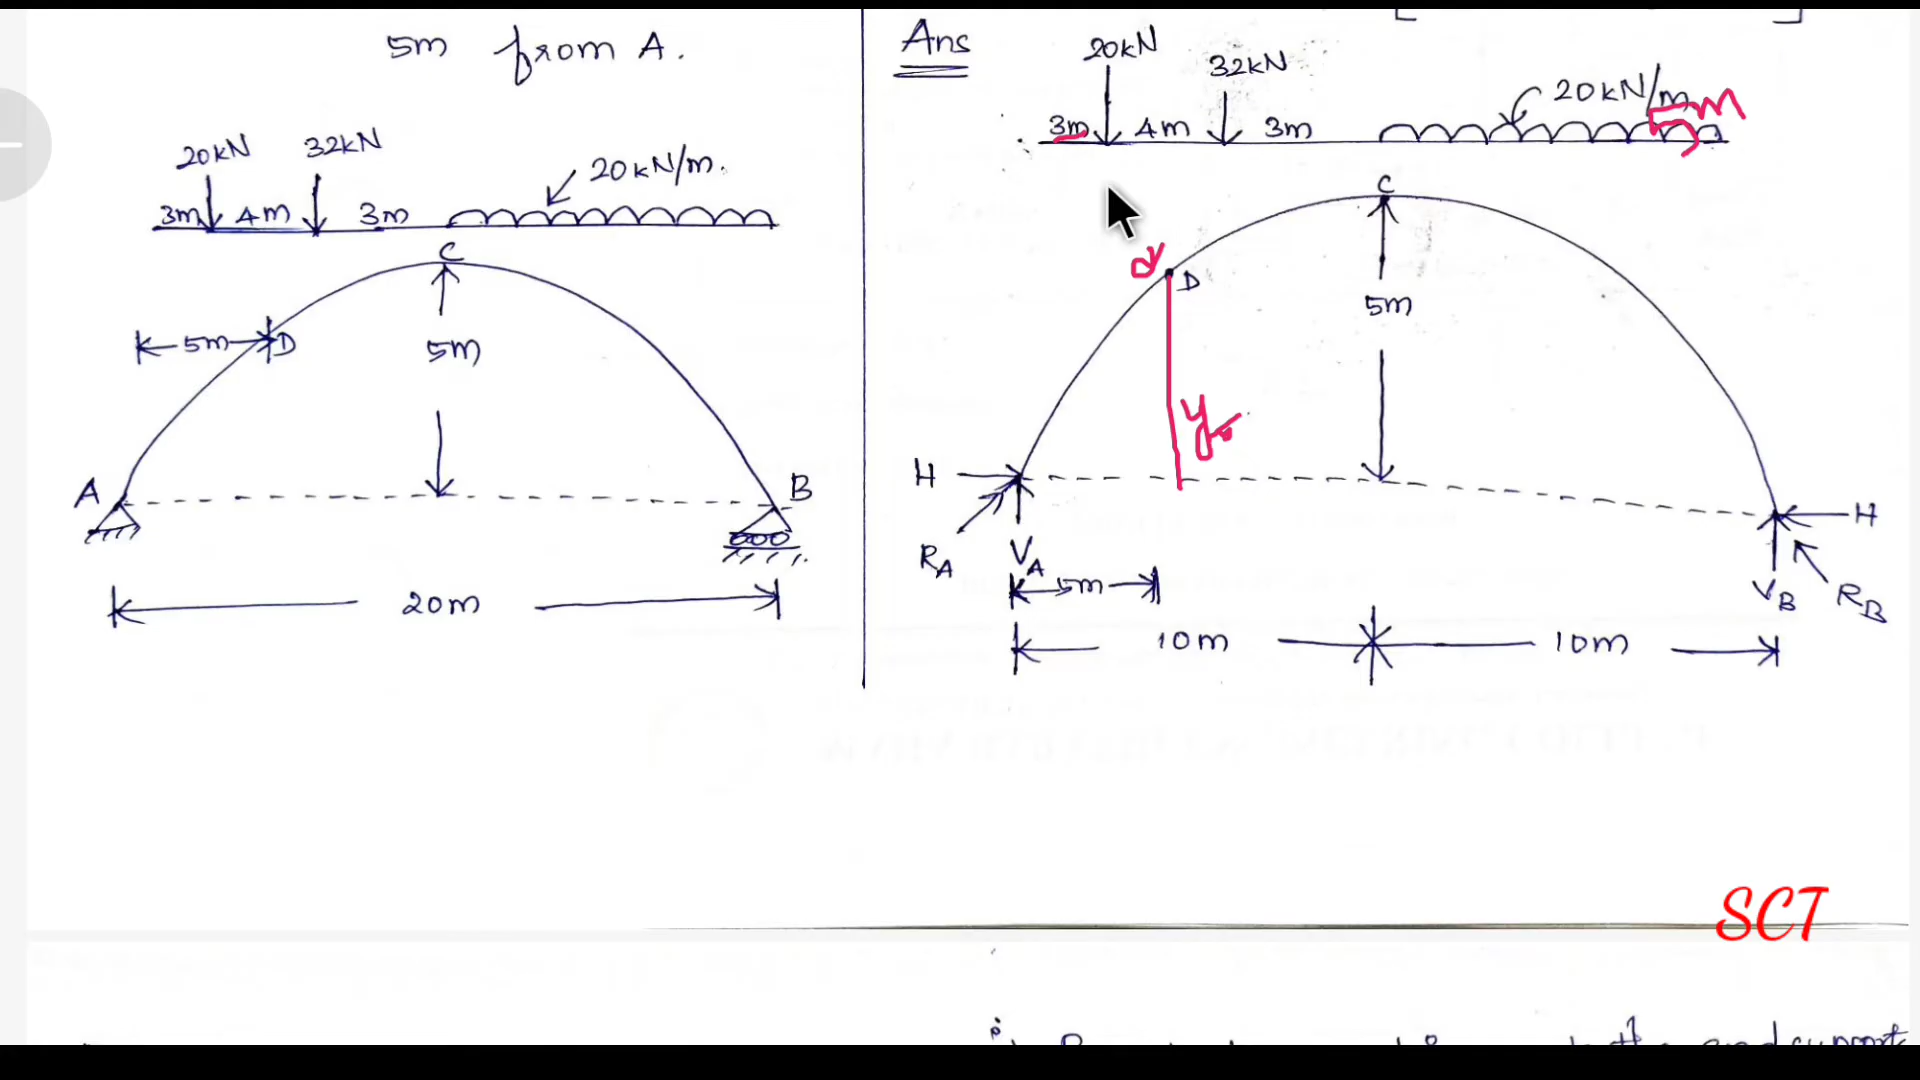 5m from A.
20kN 32kN
20kN/m.
3m 4m 3m
C
5m D
5m
A B
20m
Ans
20kN
32kN
20kN/m
5m
3m 4m 3m
C
D
5m
y
H
H
RA VA
5m
VB RB
10m 10m
SCT